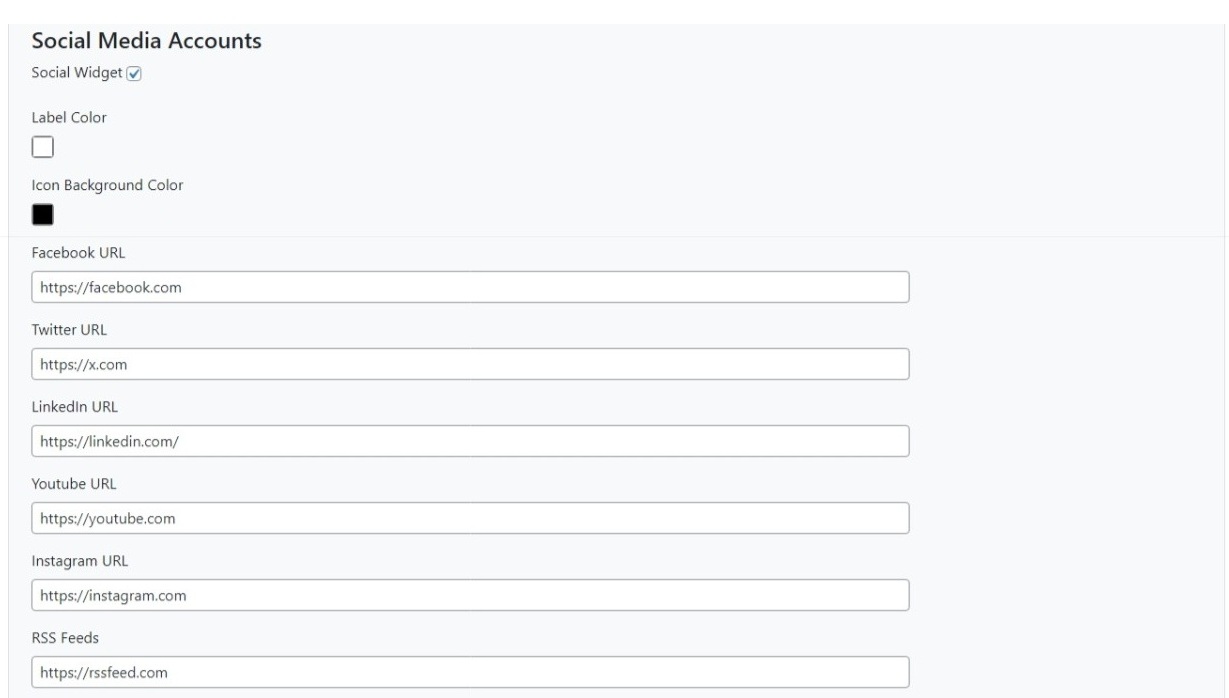 Social Media Accounts
Social Widget
Label Color
Icon Background Color
Facebook URL
https://facebook.com
Twitter URL
https://x.com
LinkedIn URL
https://linkedin.com/
Youtube URL
https://youtube.com
Instagram URL
https://instagram.com
RSS Feeds
https://rssfeed.com